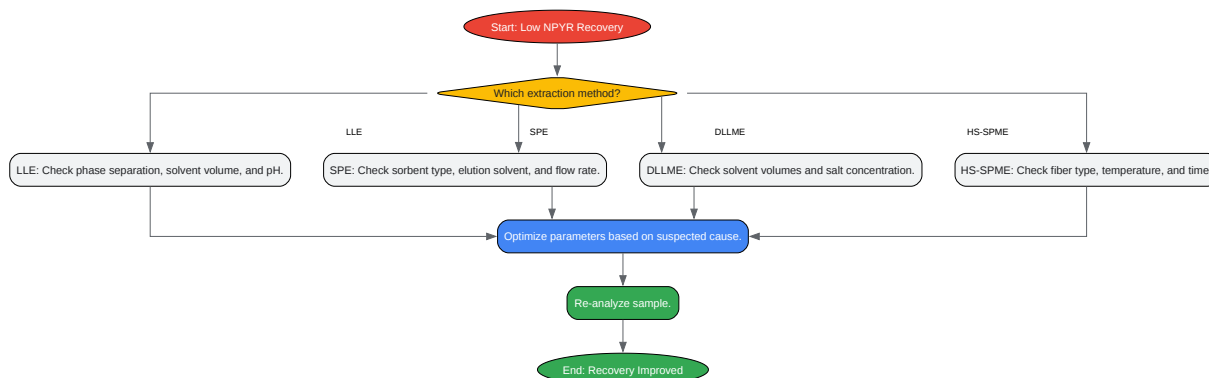 Start: Low NPYR Recovery
Which extraction method?
LLE
SPE
DLLME
HS-SPME
LLE: Check phase separation, solvent volume, and pH.
SPE: Check sorbent type, elution solvent, and flow rate.
DLLME: Check solvent volumes and salt concentration.
HS-SPME: Check fiber type, temperature, and time
Optimize parameters based on suspected cause.
Re-analyze sample.
End: Recovery Improved